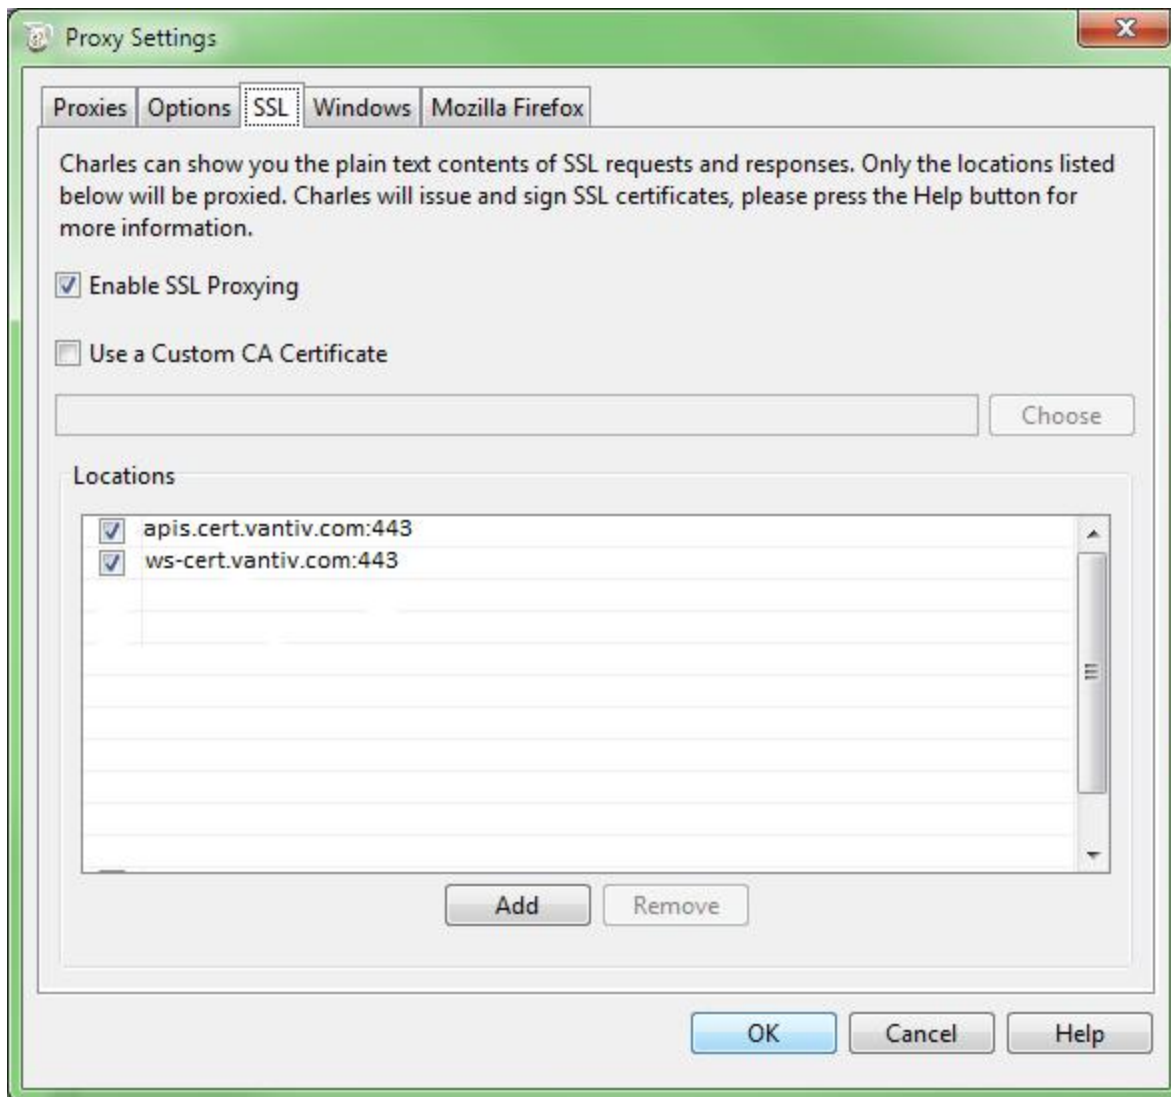 Proxy Settings
Proxies Options SSL Windows Mozilla Firefox
Charles can show you the plain text contents of SSL requests and responses. Only the locations listed
below will be proxied. Charles will issue and sign SSL certificates, please press the Help button for
more information.
Enable SSL Proxying
Use a Custom CA Certificate
Choose
Locations
apis.cert.vantiv.com:443
ws-cert.vantiv.com:443
Add Remove
OK Cancel Help